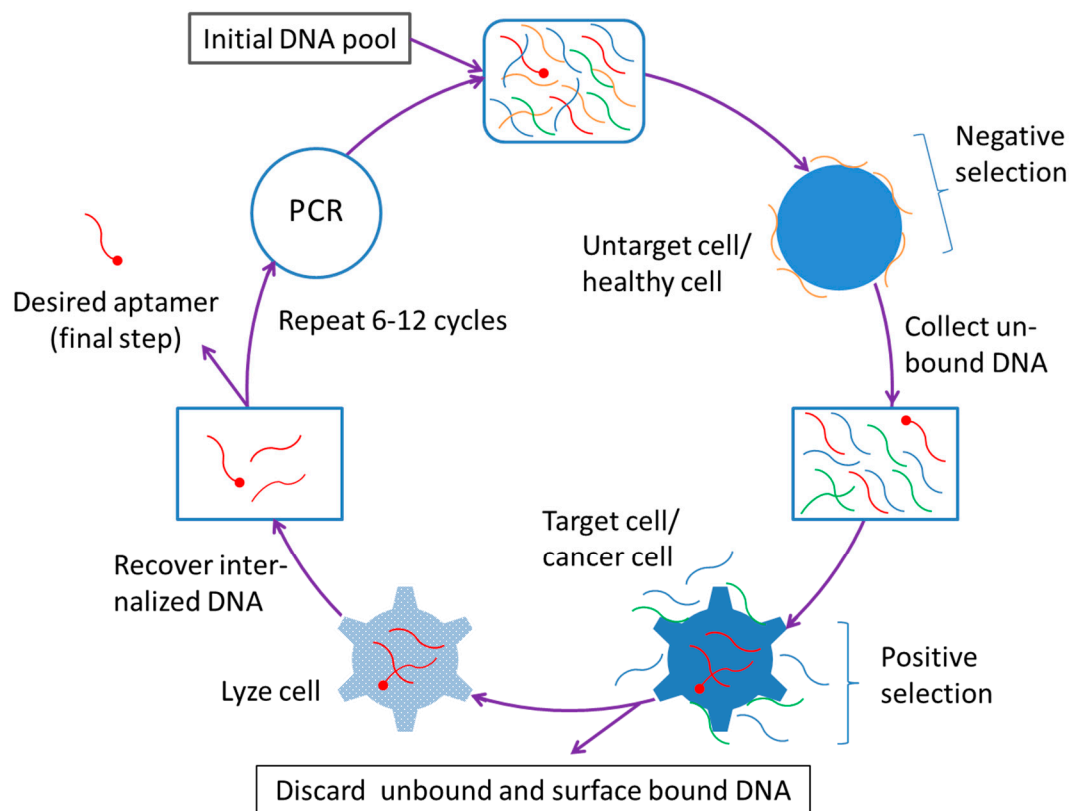 Initial DNA pool
Negative
selection
PCR
Untarget cell/
healthy cell
Desired aptamer
(final step)
Repeat 6-12 cycles
Collect un-
bound DNA
Target cell/
cancer cell
Recover inter-
nalized DNA
Lyze cell
Positive
selection
Discard unbound and surface bound DNA